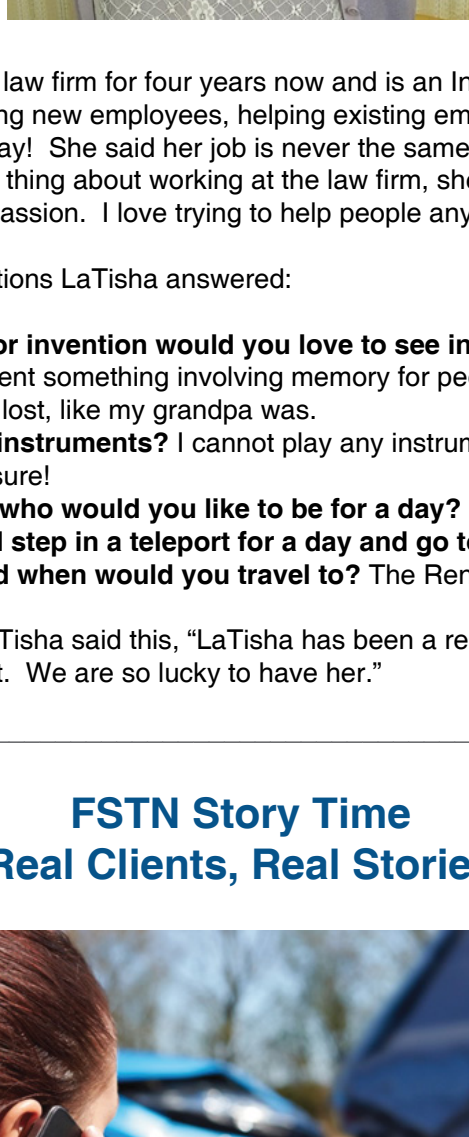 law firm for four years now and is an In
ng new employees, helping existing em
ay!  She said her job is never the same
thing about working at the law firm, she
assion.  I love trying to help people any
tions LaTisha answered:
or invention would you love to see in
ent something involving memory for pe
lost, like my grandpa was.
instruments? I cannot play any instrum
sure!
who would you like to be for a day?
step in a teleport for a day and go to
d when would you travel to? The Ren
Tisha said this, “LaTisha has been a re
t.  We are so lucky to have her.”
FSTN Story Time
Real Clients, Real Storie